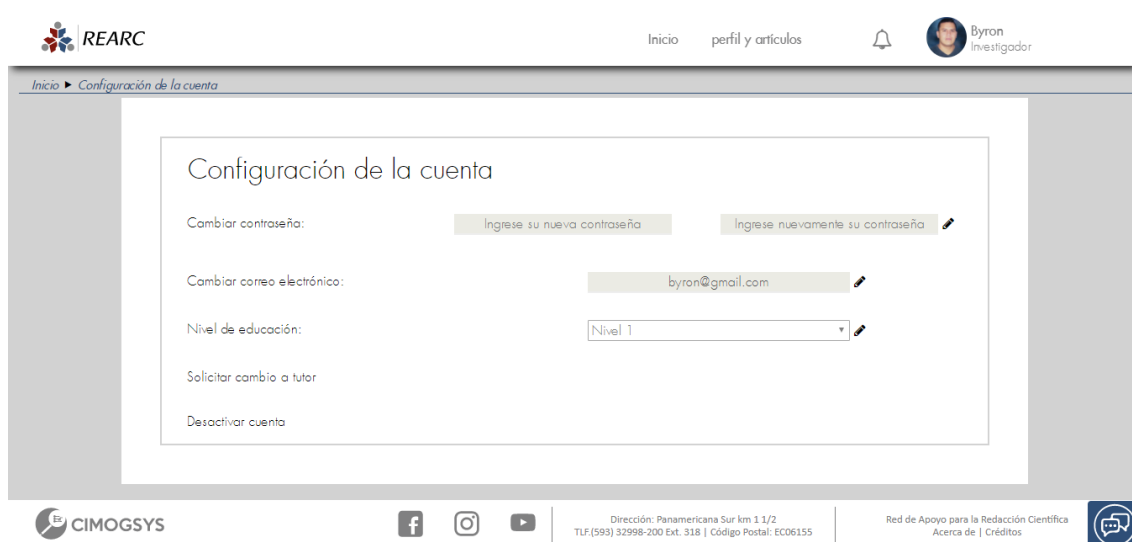 REARC
Inicio
perfil y artículos
Byron
Investigador
Inicio ► Configuración de la cuenta
Configuración de la cuenta
Cambiar contraseña:
Ingrese su nueva contraseña
Ingrese nuevamente su contraseña
Cambiar correo electrónico:
byron@gmail.com
Nivel de educación:
Nivel 1
Solicitar cambio a tutor
Desactivar cuenta
CIMOGSYS
Dirección: Panamericana Sur km 1 1/2
TLF.(593) 32998-200 Ext. 318 | Código Postal: EC06155
Red de Apoyo para la Redacción Científica
Acerca de | Créditos